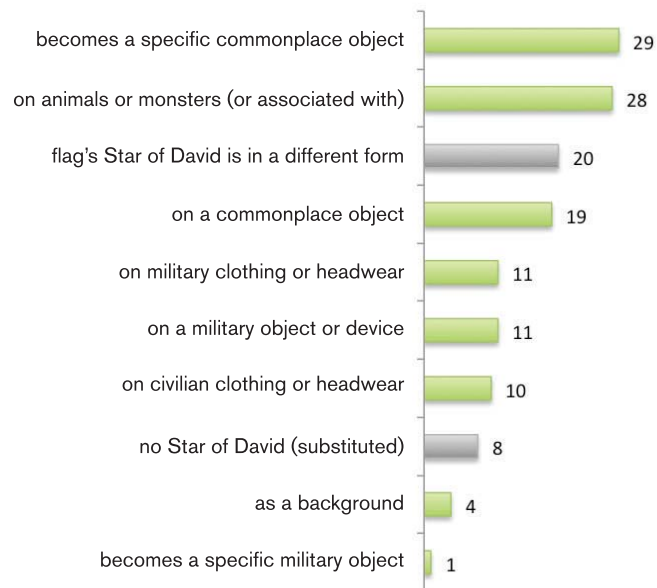 becomes a specific commonplace object 29
on animals or monsters (or associated with) 28
flag's Star of David is in a different form 20
on a commonplace object 19
on military clothing or headwear 11
on a military object or device 11
on civilian clothing or headwear 10
no Star of David (substituted) 8
as a background 4
becomes a specific military object 1